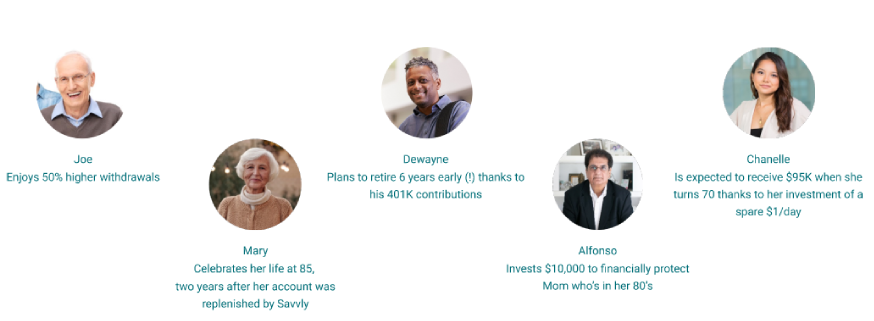 Joe
Enjoys 50% higher withdrawals
Mary
Celebrates her life at 85,
two years after her account was
replenished by Savvly
Dewayne
Plans to retire 6 years early (!) thanks to
his 401K contributions
Alfonso
Invests $10,000 to financially protect
Mom who's in her 80's
Chanelle
Is expected to receive $95K when she
turns 70 thanks to her investment of a
spare $1/day